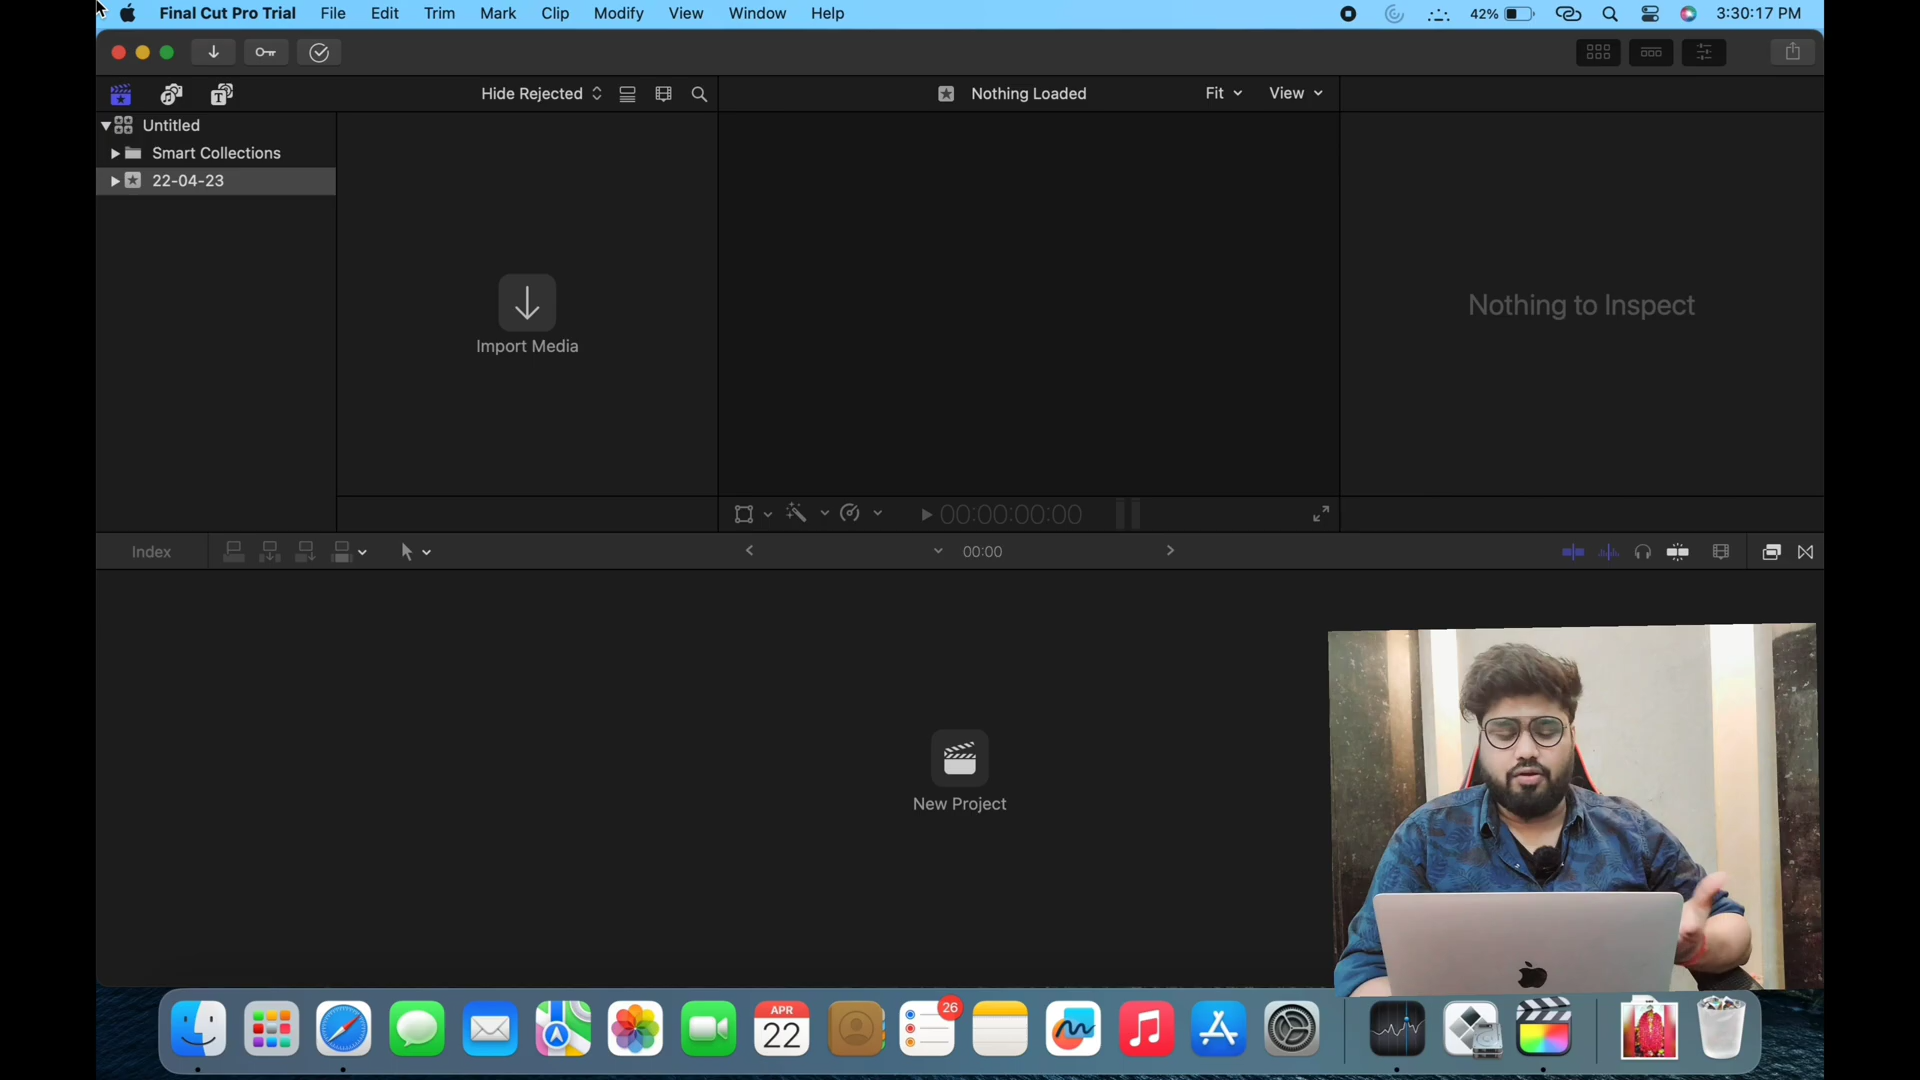 Final Cut Pro Trial File Edit Trim Mark Clip Modify View Window Help 42% 3:30:17 PM
Hide Rejected Nothing Loaded Fit View
Untitled
Smart Collections
22-04-23
Import Media
Nothing to Inspect
00:00:00:00
Index 00:00
New Project
26
APR
22